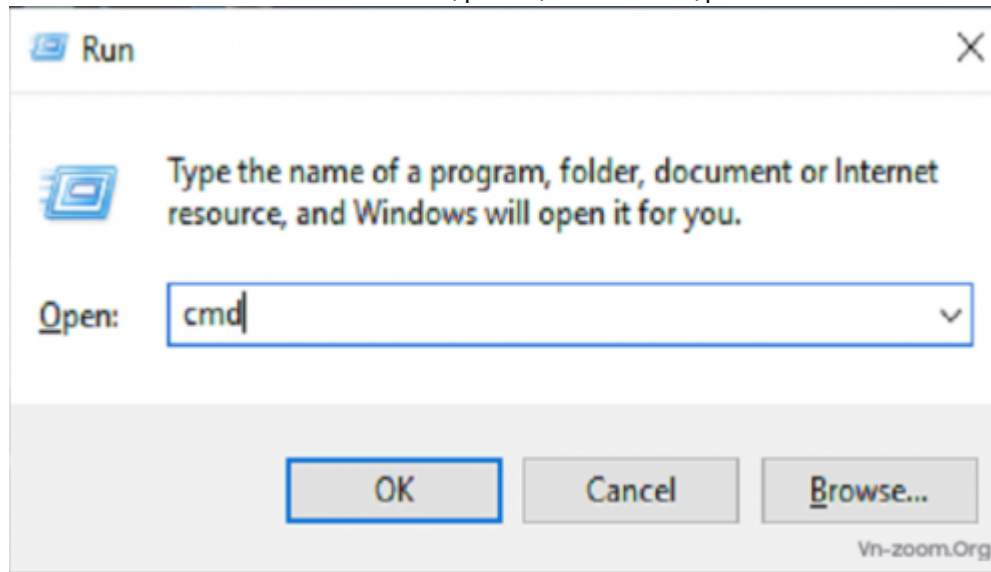 Run
Type the name of a program, folder, document or Internet
resource, and Windows will open it for you.
Open: cmd
OK Cancel Browse...
Vn-zoom.Org